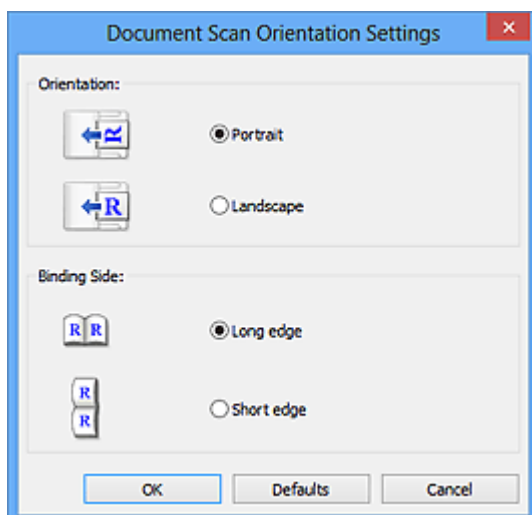 Document Scan Orientation Settings
x
Orientation:
R
Portrait
R
Landscape
Binding Side:
R R
Long edge
R
R
Short edge
OK Defaults Cancel